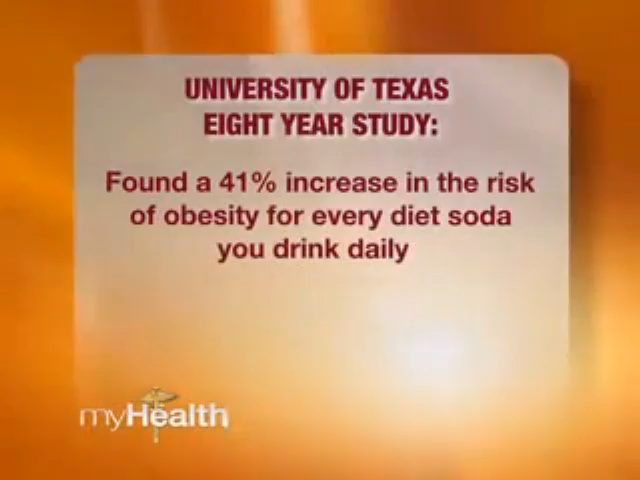 UNIVERSITY OF TEXAS
EIGHT YEAR STUDY:
Found a 41% increase in the risk
of obesity for every diet soda
you drink daily
myHealth